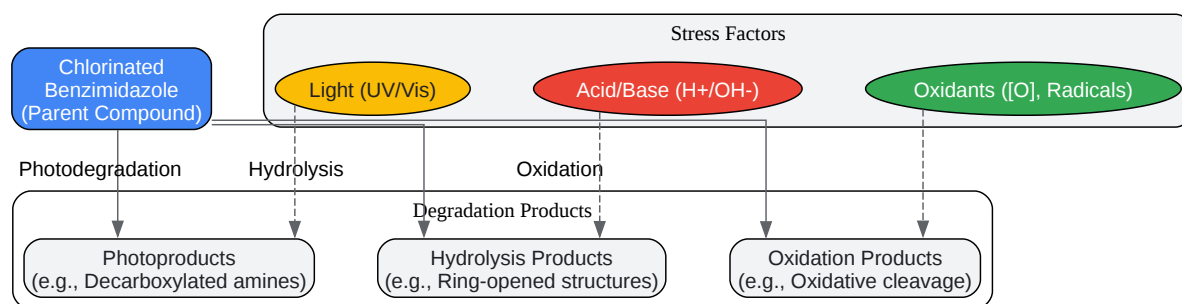 Stress Factors
Chlorinated
Benzimidazole
(Parent Compound)
Light (UV/Vis)
Acid/Base (H+/OH-)
Oxidants ([O], Radicals)
Photodegradation
Hydrolysis
Oxidation
Degradation Products
Photoproducts
(e.g., Decarboxylated amines)
Hydrolysis Products
(e.g., Ring-opened structures)
Oxidation Products
(e.g., Oxidative cleavage)